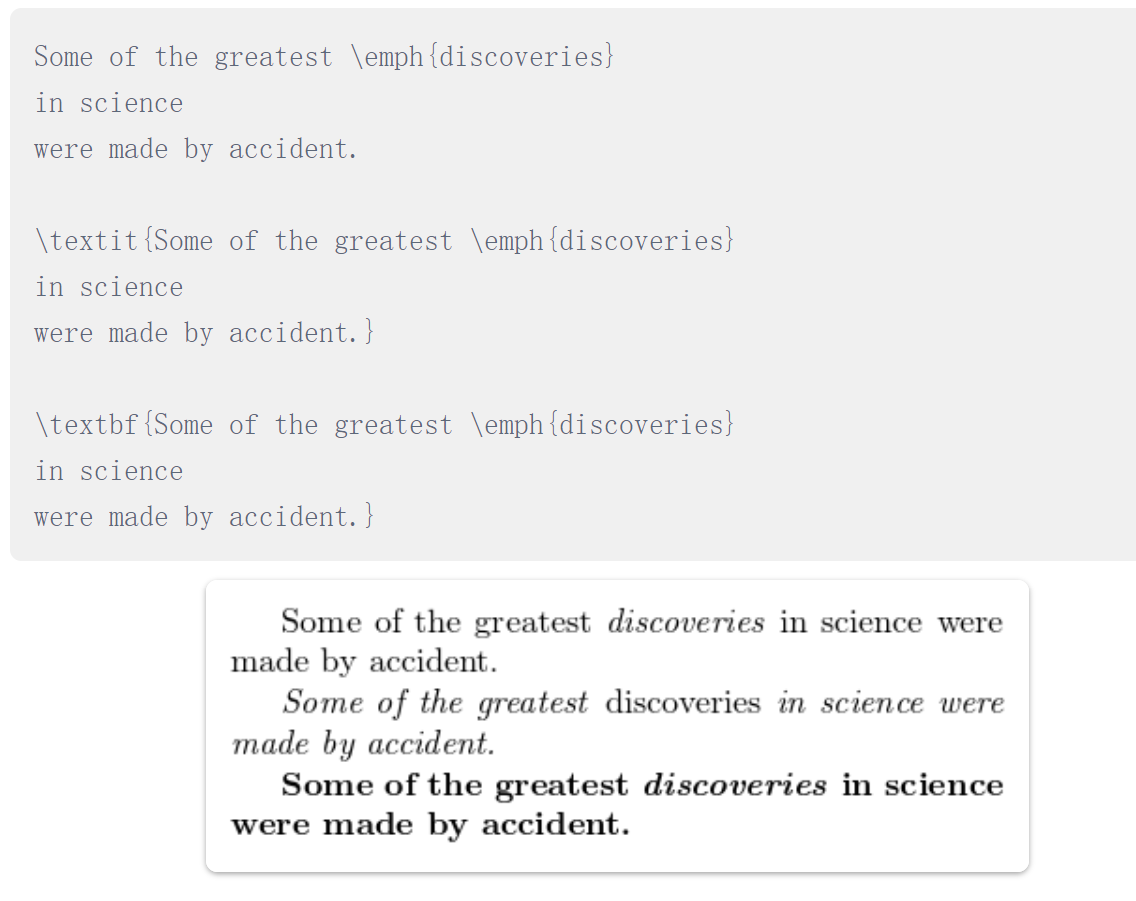 Some of the greatest \emph{discoveries}
in science
were made by accident.
\textit{Some of the greatest \emph{discoveries}
in science
were made by accident.}
\textbf{Some of the greatest \emph{discoveries}
in science
were made by accident.}
Some of the greatest discoveries in science were
made by accident.
Some of the greatest discoveries in science were
made by accident.
Some of the greatest discoveries in science
were made by accident.